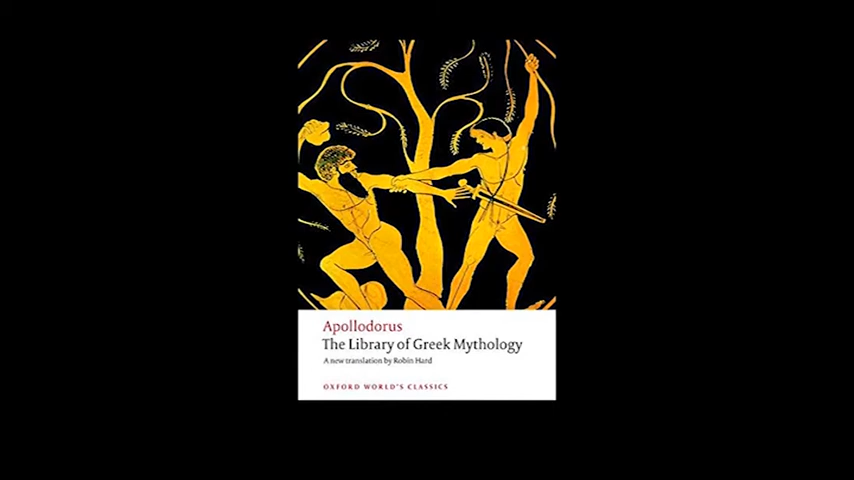 Apollodorus
The Library of Greek Mythology
A new translation by Robin Hard
OXFORD WORLD'S CLASSICS